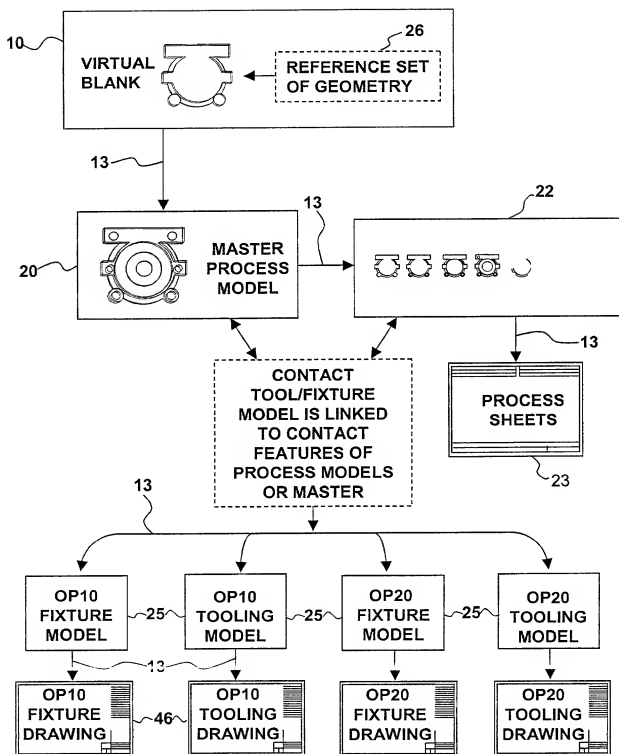 10
VIRTUAL
BLANK
26
REFERENCE SET
OF GEOMETRY
13
20
MASTER
PROCESS
MODEL
13
22
13
PROCESS
SHEETS
23
CONTACT
TOOL/FIXTURE
MODEL IS LINKED
TO CONTACT
FEATURES OF
PROCESS MODELS
OR MASTER
13
OP10
FIXTURE
MODEL
25
OP10
TOOLING
MODEL
25
OP20
FIXTURE
MODEL
25
OP20
TOOLING
MODEL
13
OP10
FIXTURE
DRAWING
46
OP10
TOOLING
DRAWING
OP20
FIXTURE
DRAWING
OP20
TOOLING
DRAWING